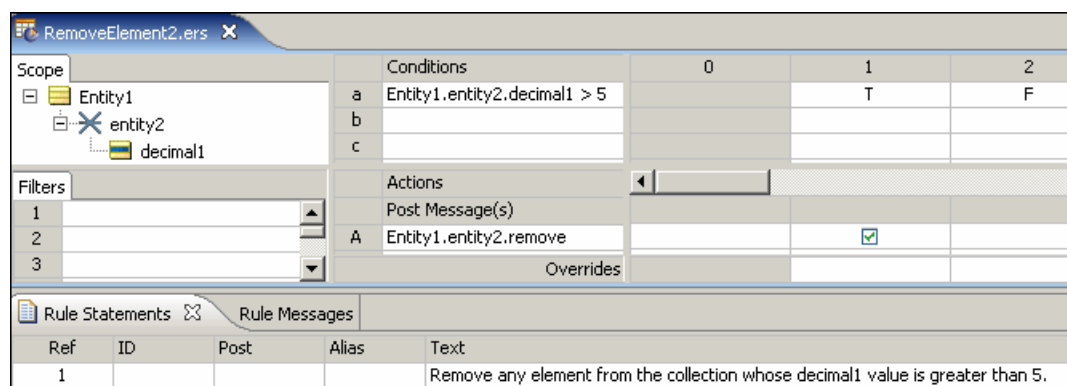 RemoveElement2.ers
Scope
Conditions 0 1 2
Entity1
a Entity1.entity2.decimal1 > 5 T F
entity2
b
decimal1
c
Filters
Actions
1
Post Message(s)
2
A Entity1.entity2.remove
3
Overrides
Rule Statements Rule Messages
Ref ID Post Alias Text
1 Remove any element from the collection whose decimal1 value is greater than 5.